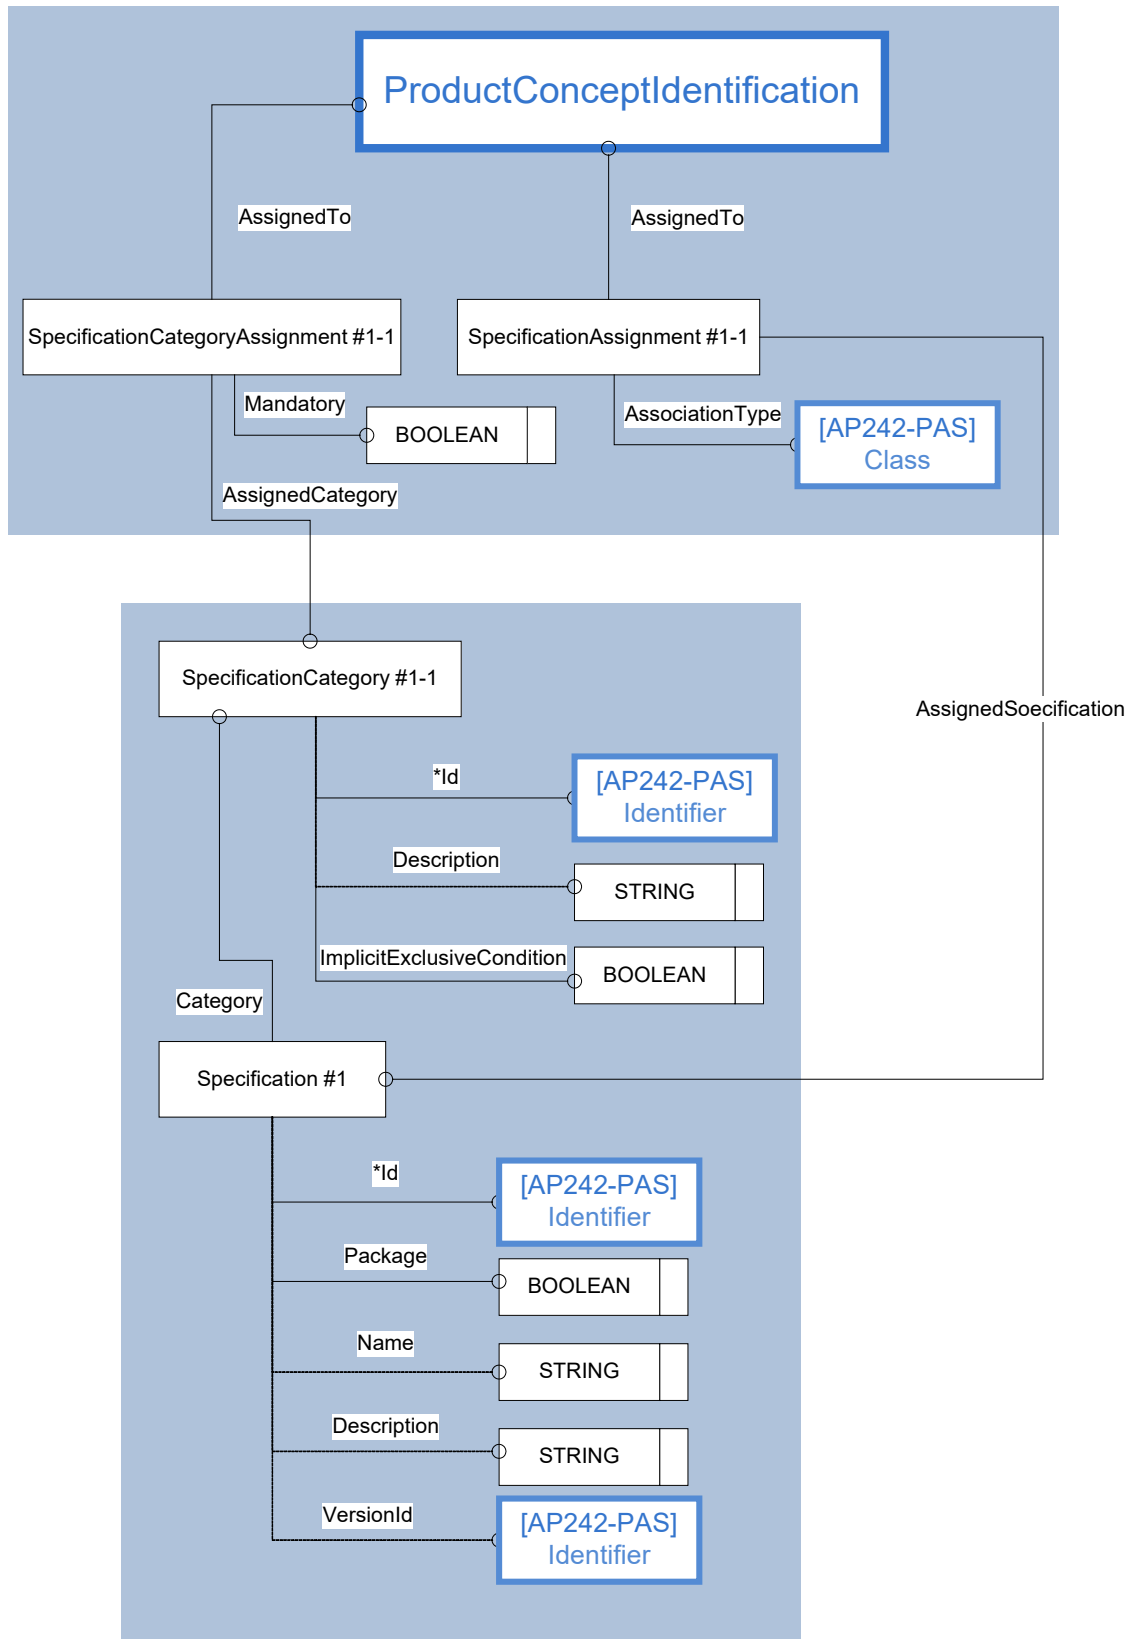 ProductConceptIdentification
AssignedTo
AssignedTo
SpecificationCategoryAssignment #1-1
SpecificationAssignment #1-1
Mandatory
BOOLEAN
AssociationType
[AP242-PAS]
Class
AssignedCategory
SpecificationCategory #1-1
AssignedSoecification
*Id
[AP242-PAS]
Identifier
Description
STRING
ImplicitExclusiveCondition
BOOLEAN
Category
Specification #1
*Id
[AP242-PAS]
Identifier
Package
BOOLEAN
Name
STRING
Description
STRING
VersionId
[AP242-PAS]
Identifier